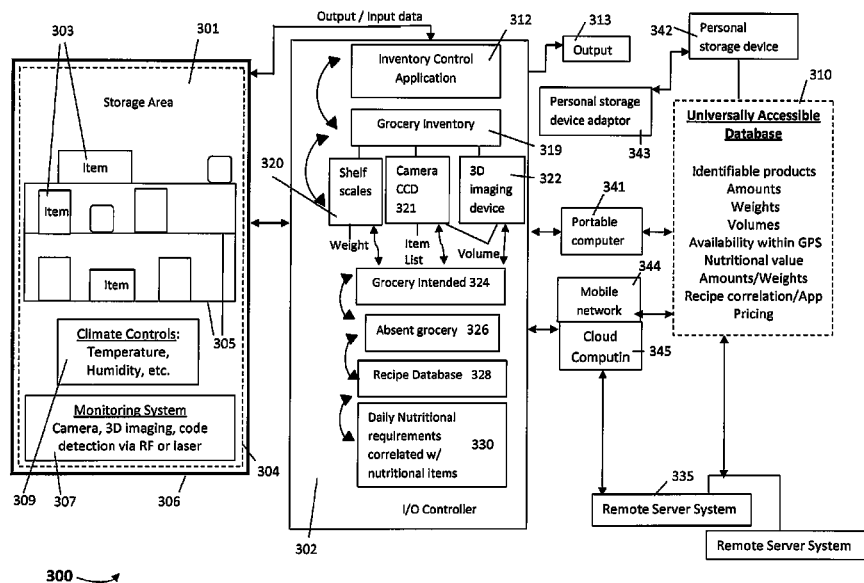 Output / Input data
303
301
312
313
342
Personal
storage device
310
Output
Inventory Control
Application
Storage Area
Personal storage
device adaptor
343
Universally Accessible
Database
Identifiable products
Amounts
Weights
Volumes
Availability within GPS
Nutritional value
Amounts/Weights
Recipe correlation/App
Pricing
Grocery Inventory
319
320
Item
Item
Item
305
Shelf
scales
Camera
CCD
321
3D
imaging
device
322
Weight
Item
List
Volume
341
Portable
computer
344
Mobile
network
Cloud
Computin
345
Grocery Intended 324
Absent grocery 326
Recipe Database 328
Daily Nutritional
requirements
correlated w/
nutritional items
330
I/O Controller
302
Climate Controls:
Temperature,
Humidity, etc.
Monitoring System
Camera, 3D imaging, code
detection via RF or laser
309
307
306
304
335
Remote Server System
Remote Server System
300